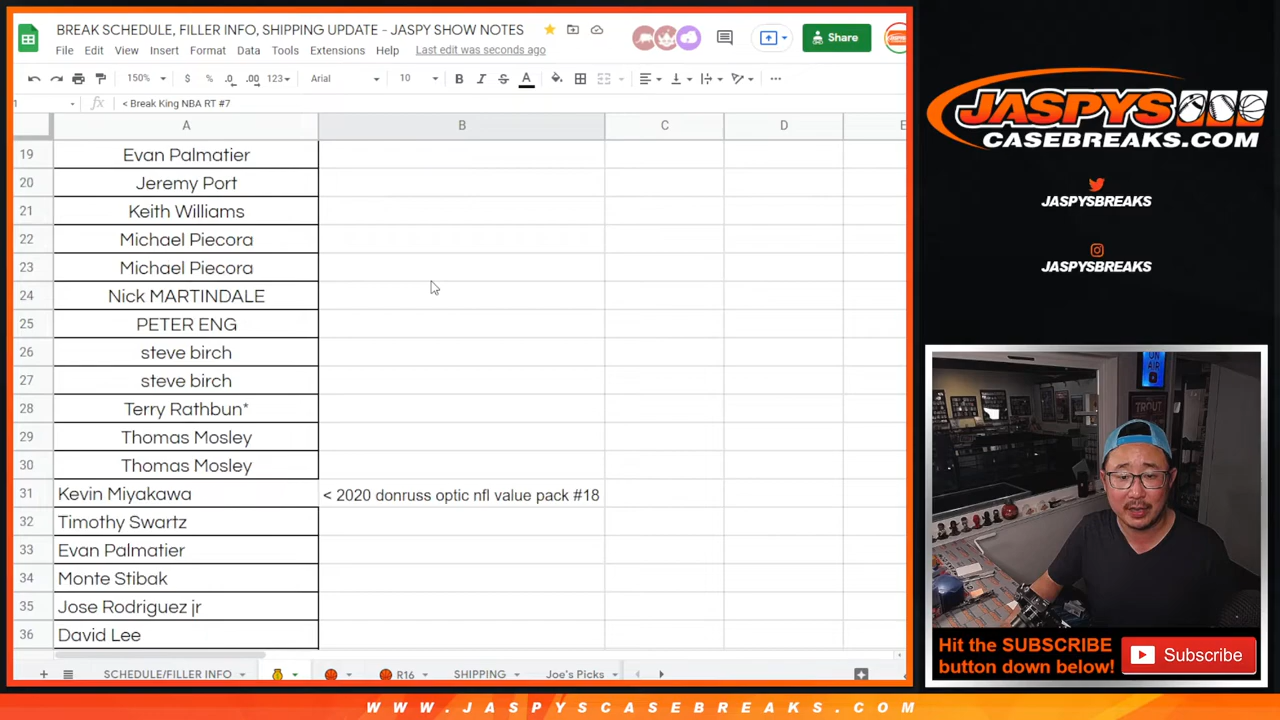 BREAK SCHEDULE, FILLER INFO, SHIPPING UPDATE - JASPY SHOW NOTES
File Edit View Insert Format Data Tools Extensions Help Last edit was seconds ago
Share
150% $ % .0 .00 123 Arial 10 B I S A
1 fx < Break King NBA RT #7
A B C D E
19 Evan Palmatier
20 Jeremy Port
21 Keith Williams
22 Michael Piecora
23 Michael Piecora
24 Nick MARTINDALE
25 PETER ENG
26 steve birch
27 steve birch
28 Terry Rathbun*
29 Thomas Mosley
30 Thomas Mosley
31 Kevin Miyakawa < 2020 donruss optic nfl value pack #18
32 Timothy Swartz
33 Evan Palmatier
34 Monte Stibak
35 Jose Rodriguez jr
36 David Lee
SCHEDULE/FILLER INFO R16 SHIPPING Joe's Picks
JASPYS
CASEBREAKS.COM
JASPYSBREAKS
JASPYSBREAKS
ON AIR
TROUT
Hit the SUBSCRIBE
button down below!
Subscribe
WWW.JASPYSCASEBREAKS.COM